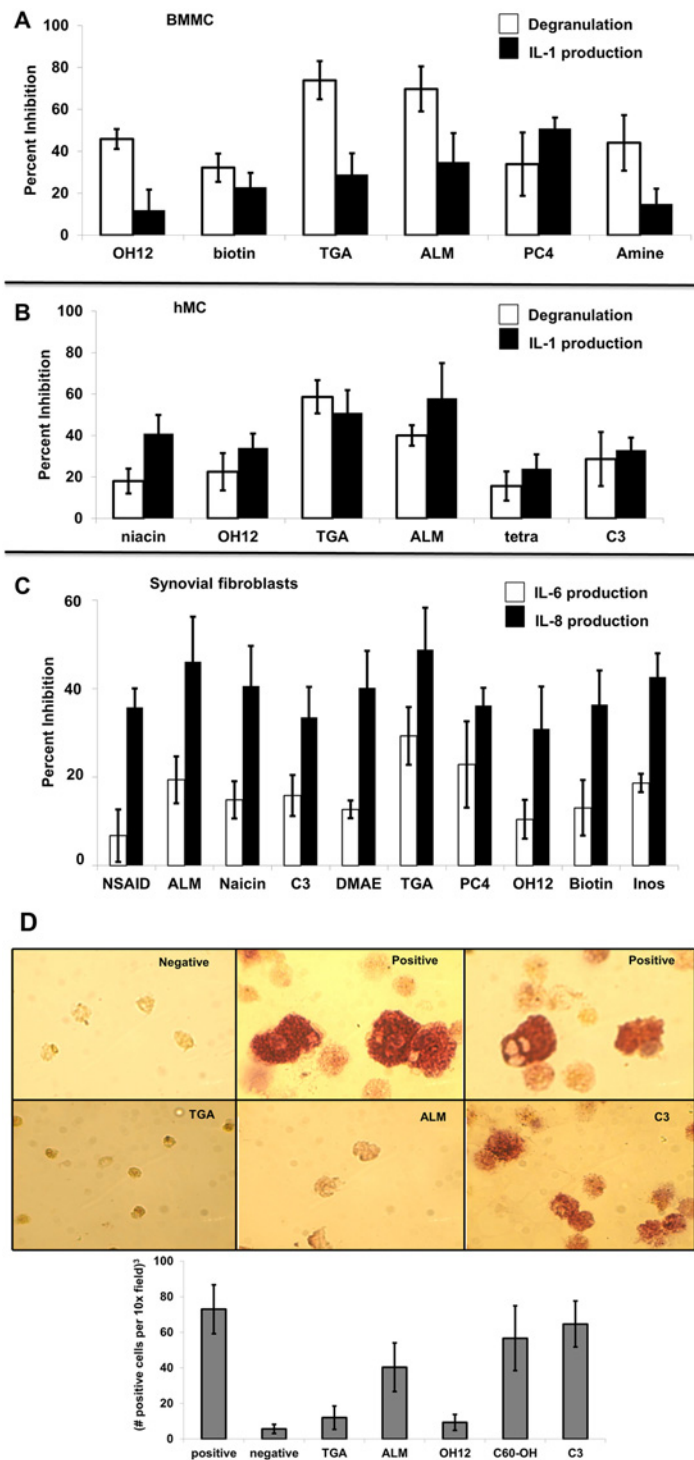 A
BMMC
Degranulation
IL-1 production
Percent Inhibition
100
80
60
40
20
0
OH12 biotin TGA ALM PC4 Amine
B
hMC
Degranulation
IL-1 production
Percent Inhibition
100
80
60
40
20
0
niacin OH12 TGA ALM tetra C3
C
Synovial fibroblasts
IL-6 production
IL-8 production
Percent Inhibition
60
40
20
0
NSAID ALM Naicin C3 DMAE TGA PC4 OH12 Biotin Inos
D
Negative Positive Positive
TGA ALM C3
(# positive cells per 10x field)³
100
80
60
40
20
0
positive negative TGA ALM OH12 C60-OH C3